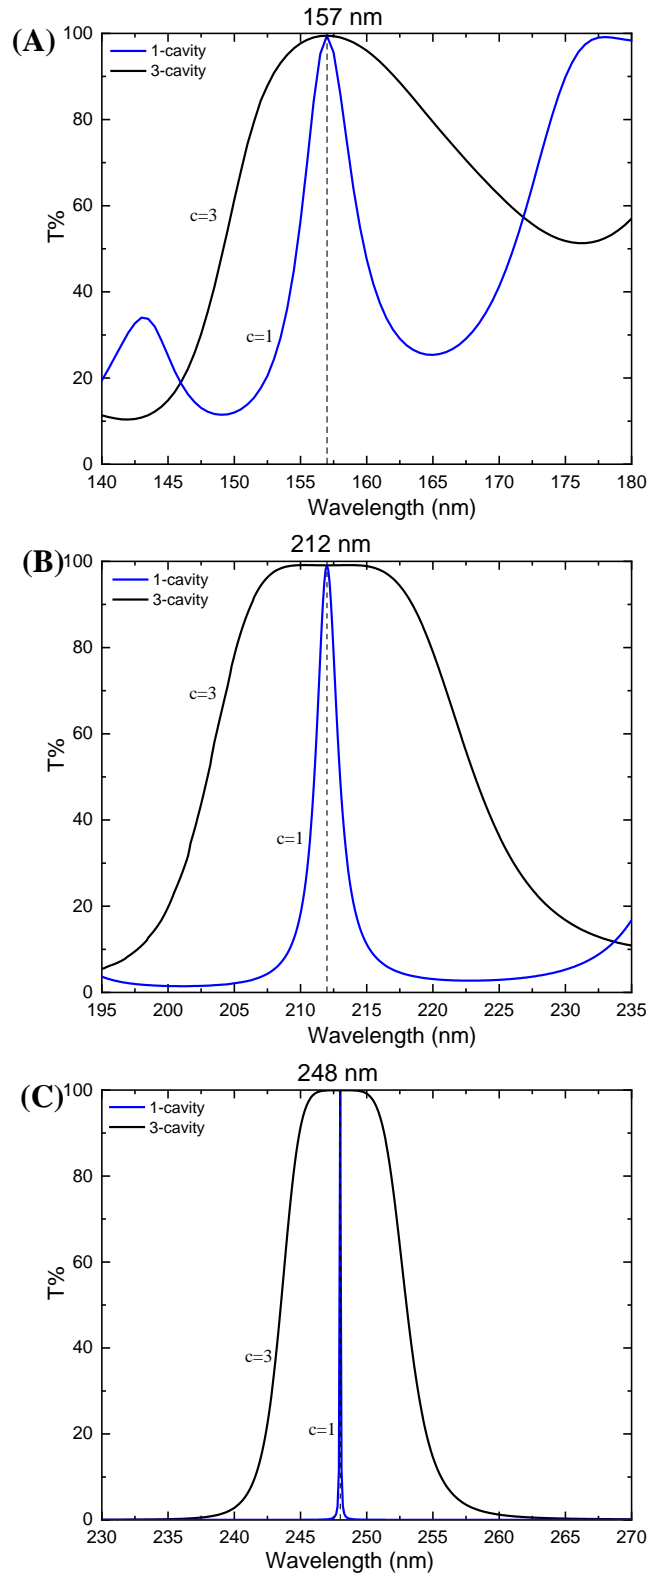 157 nm
(A)
100
1-cavity
3-cavity
80
60
c=3
T%
40
c=1
20
0
140 145 150 155 160 165 170 175 180
Wavelength (nm)
212 nm
(B)
100
1-cavity
3-cavity
80
c=3
60
T%
40
c=1
20
0
195 200 205 210 215 220 225 230 235
Wavelength (nm)
248 nm
(C)
100
1-cavity
3-cavity
80
60
T%
40
c=3
20
c=1
0
230 235 240 245 250 255 260 265 270
Wavelength (nm)